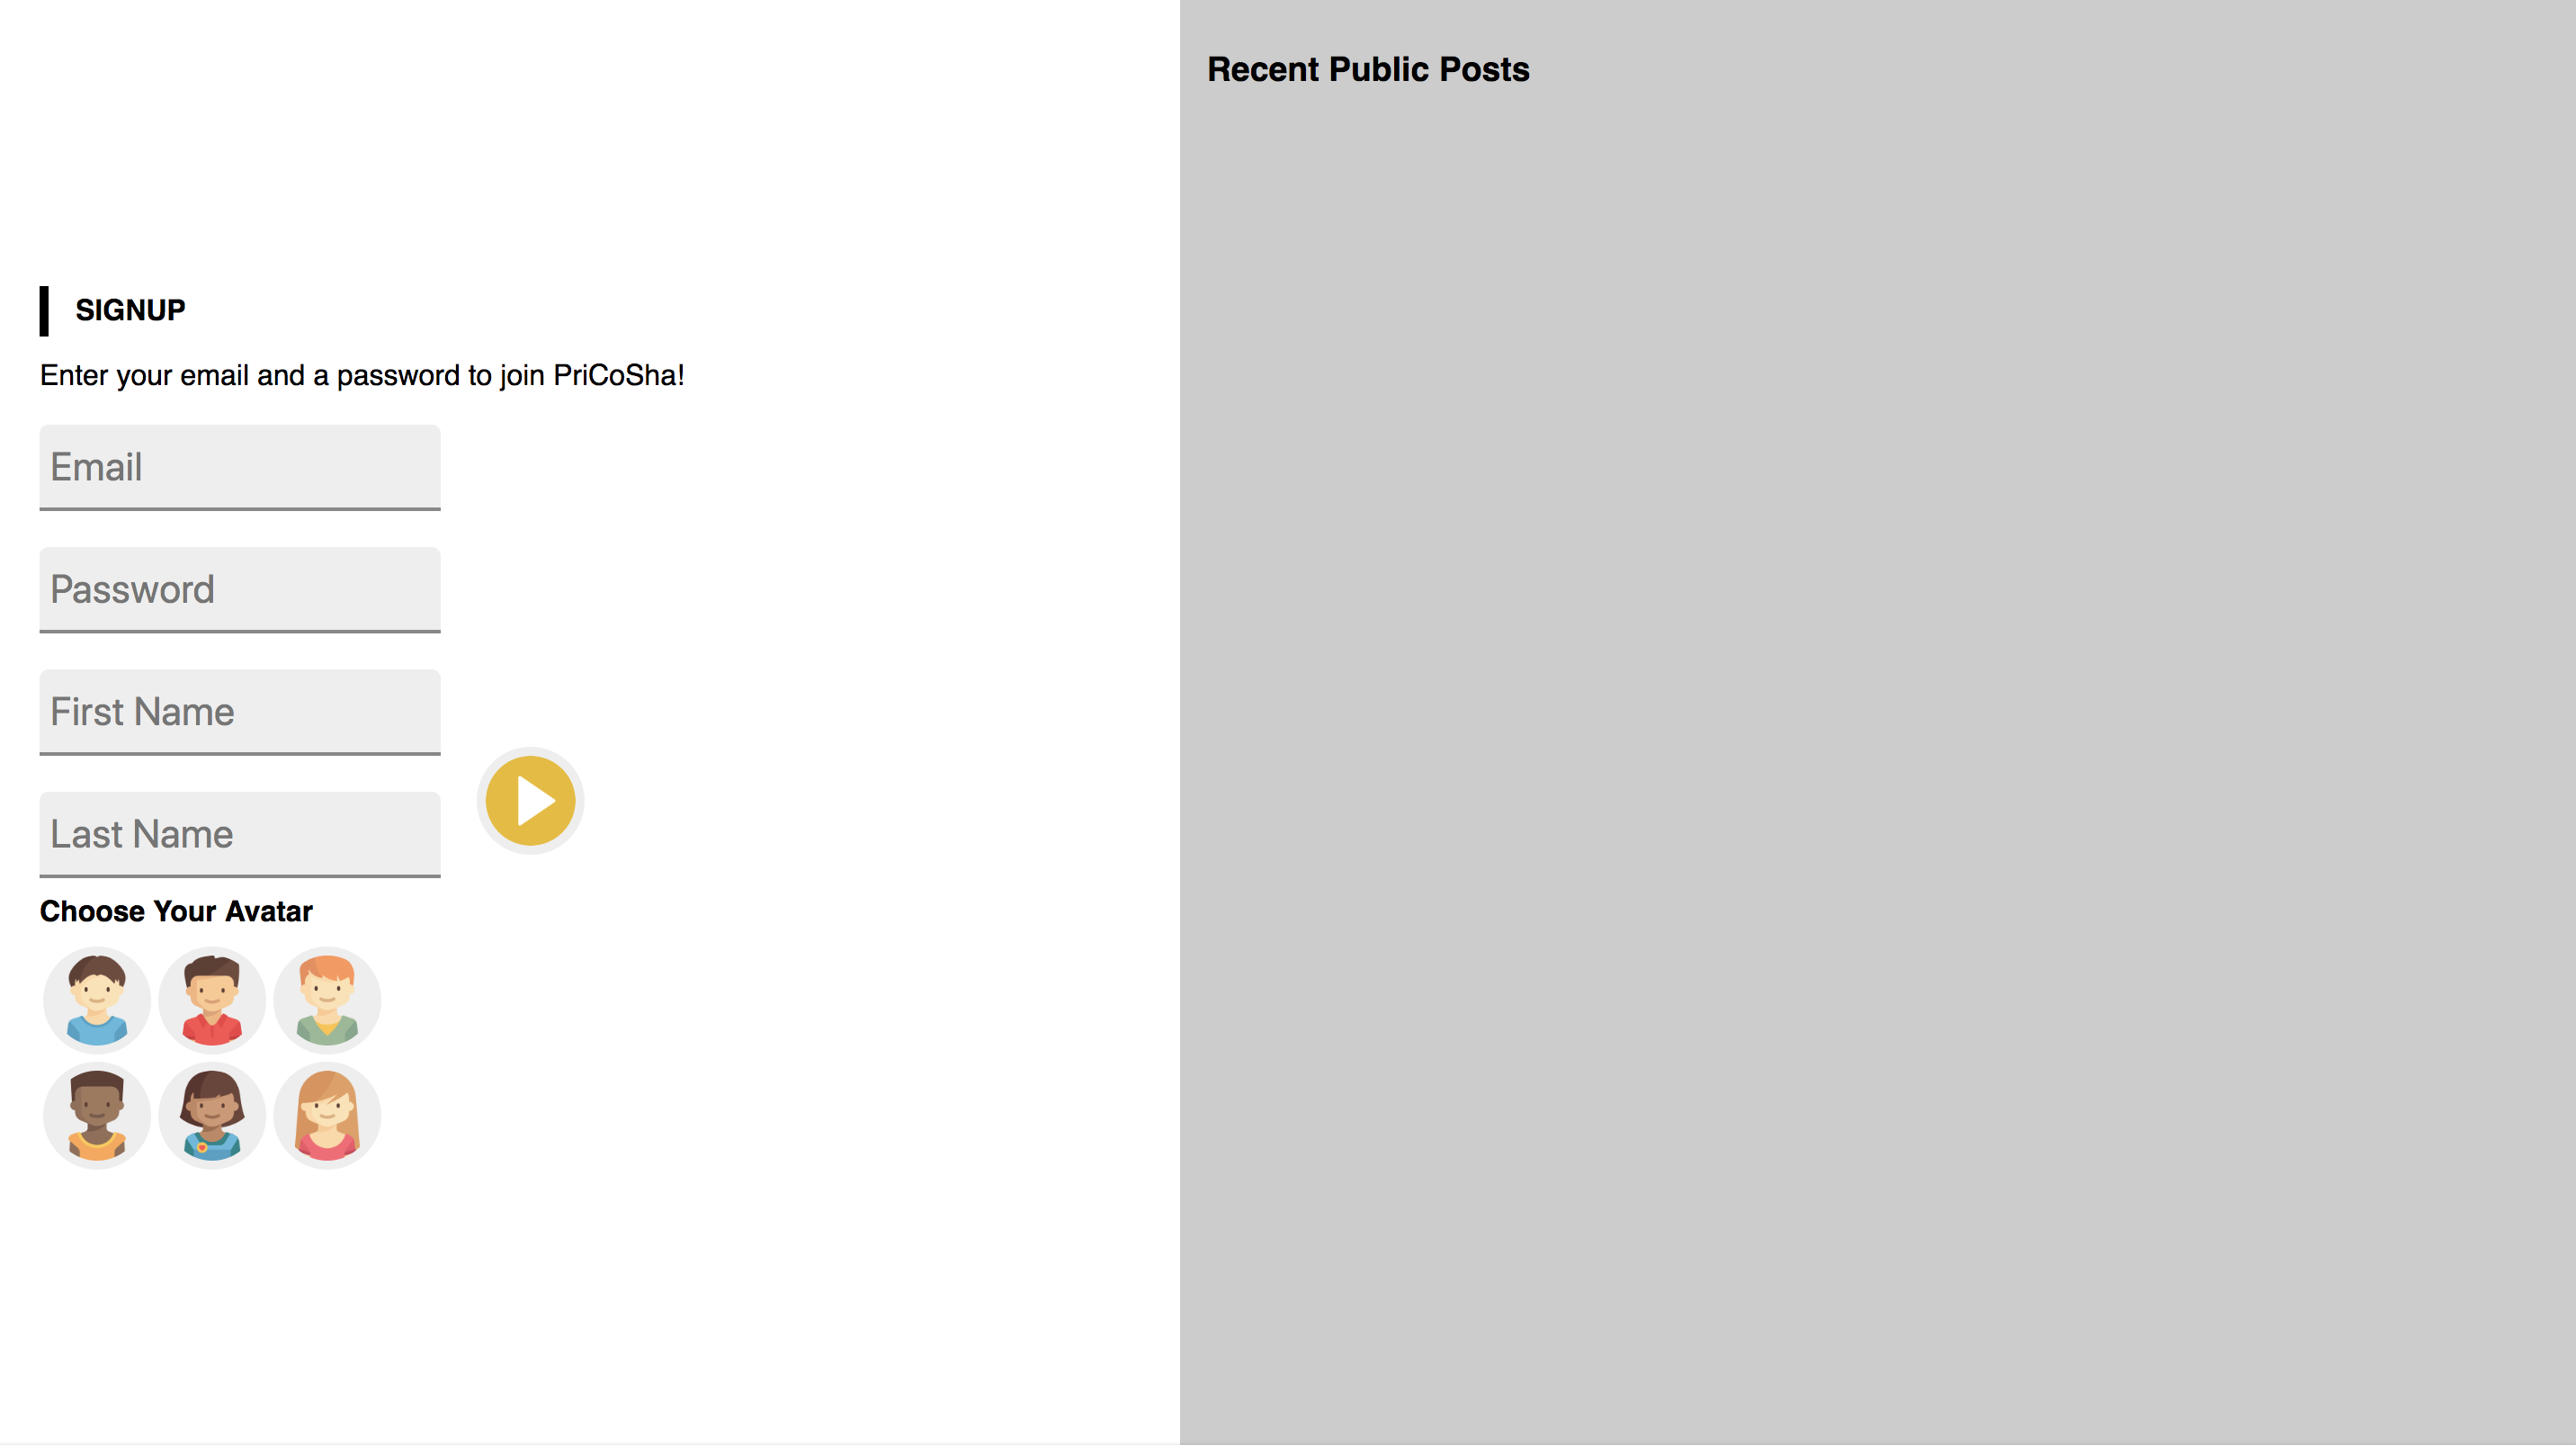 SIGNUP
Enter your email and a password to join PriCoSha!
Email
Password
First Name
Last Name
Choose Your Avatar
Recent Public Posts